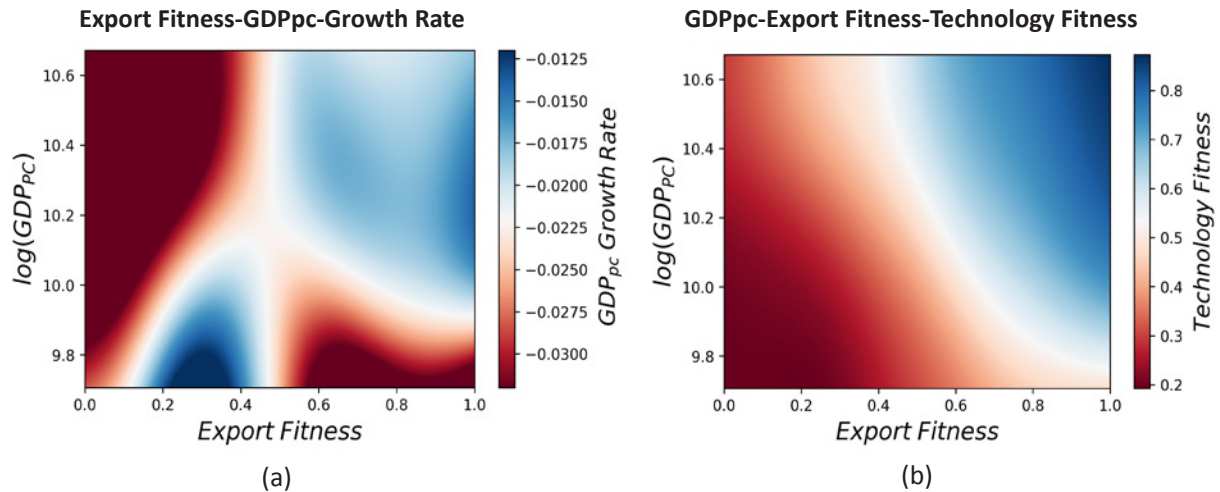 Export Fitness-GDPpc-Growth Rate
10.6
10.4
10.2
10.0
9.8
log(GDP_PC)
0.0 0.2 0.4 0.6 0.8 1.0
Export Fitness
−0.0125
−0.0150
−0.0175
−0.0200
−0.0225
−0.0250
−0.0275
−0.0300
GDP_pc Growth Rate
(a)
GDPpc-Export Fitness-Technology Fitness
10.6
10.4
10.2
10.0
9.8
log(GDP_PC)
0.0 0.2 0.4 0.6 0.8 1.0
Export Fitness
0.8
0.7
0.6
0.5
0.4
0.3
0.2
Technology Fitness
(b)